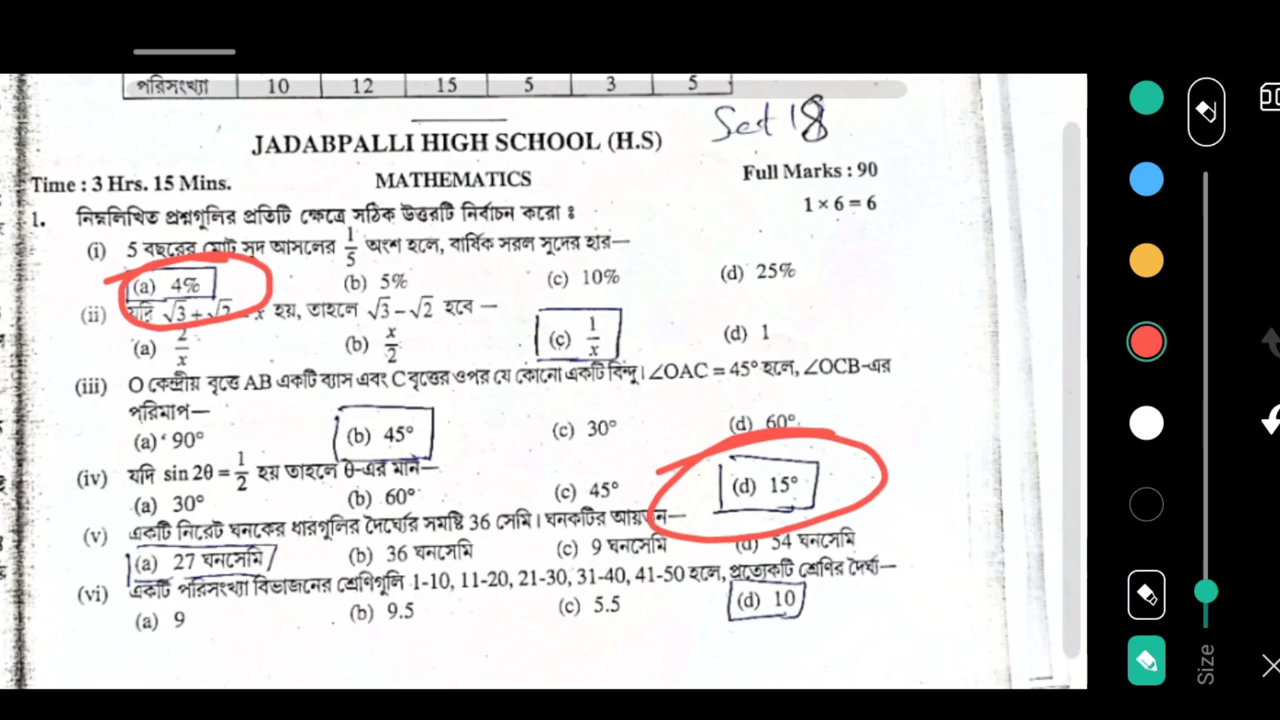 পরিসংখ্যা 10 12 15 5 3 5
Set 18
JADABPALLI HIGH SCHOOL (H.S)
Time : 3 Hrs. 15 Mins. MATHEMATICS Full Marks : 90
1. নিম্নলিখিত প্রশ্নগুলির প্রতিটি ক্ষেত্রে সঠিক উত্তরটি নির্বাচন করো ঃ 1 × 6 = 6
(i) 5 বছরের মোট সুদ আসলের 1/5 অংশ হলে, বার্ষিক সরল সুদের হার—
(a) 4% (b) 5% (c) 10% (d) 25%
(ii) যদি √3 + √2 = x হয়, তাহলে √3 − √2 হবে —
(a) 2/x (b) x/2 (c) 1/x (d) 1
(iii) O কেন্দ্রীয় বৃত্তে AB একটি ব্যাস এবং C বৃত্তের ওপর যে কোনো একটি বিন্দু। ∠OAC = 45° হলে, ∠OCB-এর
পরিমাপ—
(a) 90° (b) 45° (c) 30° (d) 60°
(iv) যদি sin 2θ = 1/2 হয় তাহলে θ-এর মান—
(a) 30° (b) 60° (c) 45° (d) 15°
(v) একটি নিরেট ঘনকের ধারগুলির দৈর্ঘ্যের সমষ্টি 36 সেমি। ঘনকটির আয়তন—
(a) 27 ঘনসেমি (b) 36 ঘনসেমি (c) 9 ঘনসেমি (d) 54 ঘনসেমি
(vi) একটি পরিসংখ্যা বিভাজনের শ্রেণিগুলি 1-10, 11-20, 21-30, 31-40, 41-50 হলে, প্রত্যেকটি শ্রেণির দৈর্ঘ্য—
(a) 9 (b) 9.5 (c) 5.5 (d) 10
Size